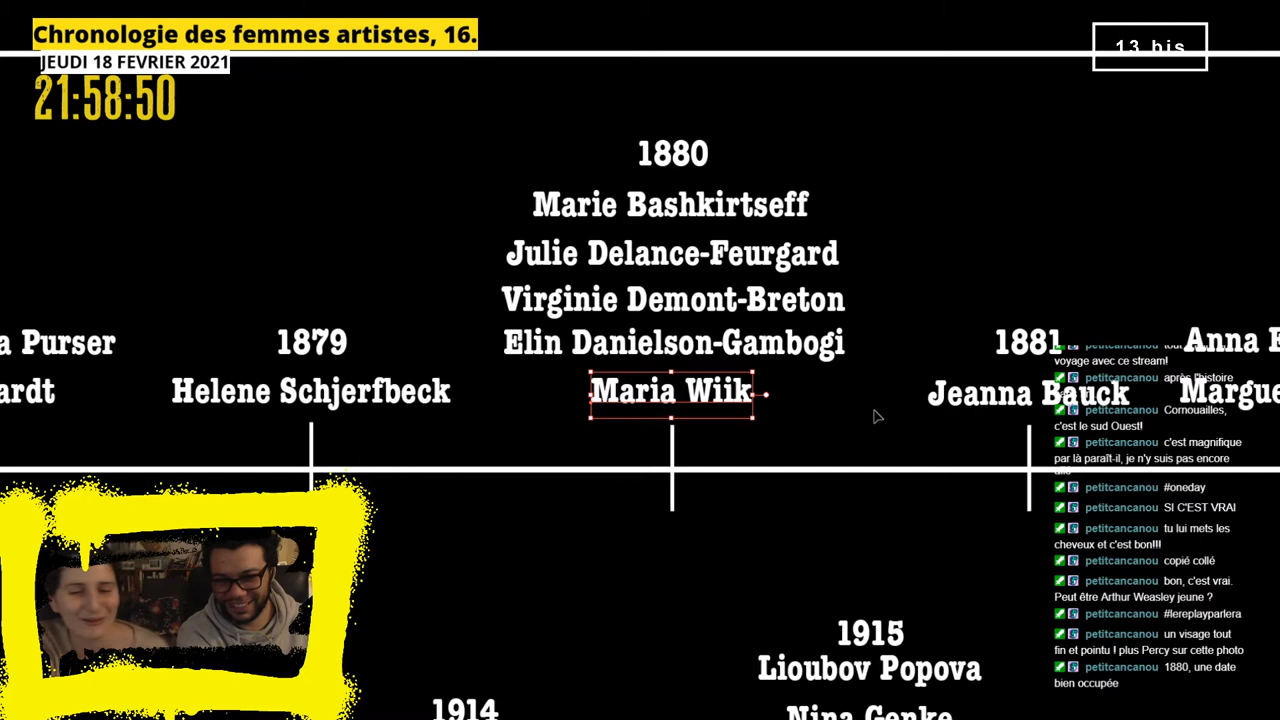 Chronologie des femmes artistes, 16.
JEUDI 18 FEVRIER 2021
21:58:50
13 bis
1880
Marie Bashkirtseff
Julie Delance-Feurgard
Virginie Demont-Breton
Elin Danielson-Gambogi
Maria Wiik
a Purser
ardt
1879
Helene Schjerfbeck
1881
Jeanna Bauck
Anna
Margue
1915
Lioubov Popova
Nina Genke
1914
petitcancanou
voyage avec ce stream!
petitcancanou après l'histoire
petitcancanou Cornouailles,
c'est le sud Ouest!
petitcancanou c'est magnifique
par là paraît-il, je n'y suis pas encore
petitcancanou #oneday
petitcancanou SI C'EST VRAI
petitcancanou tu lui mets les
cheveux et c'est bon!!!
petitcancanou copié collé
petitcancanou bon, c'est vrai.
Peut être Arthur Weasley jeune ?
petitcancanou #lereplayparlera
petitcancanou un visage tout
fin et pointu ! plus Percy sur cette photo
petitcancanou 1880, une date
bien occupée